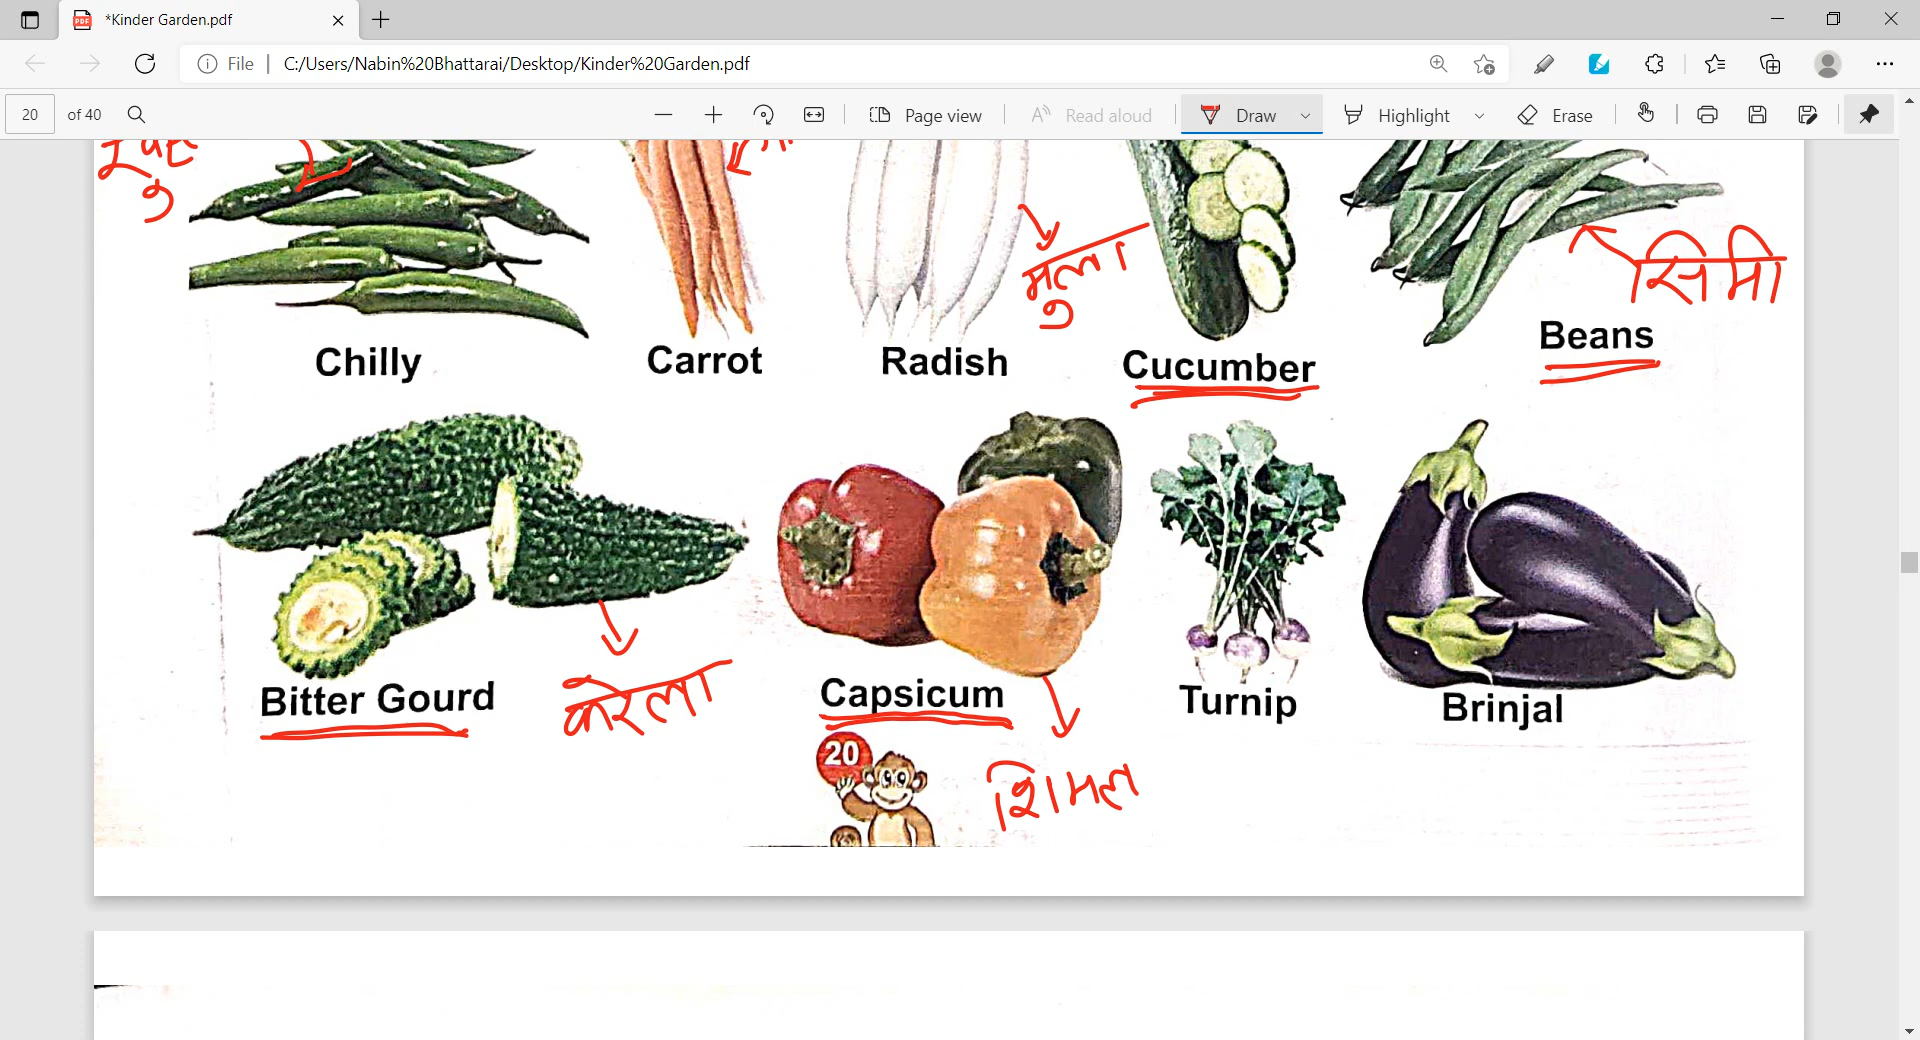 *Kinder Garden.pdf
File C:/Users/Nabin%20Bhattarai/Desktop/Kinder%20Garden.pdf
20 of 40 Page view Read aloud Draw Highlight Erase
मूला
सिमि
Chilly Carrot Radish Cucumber Beans
Bitter Gourd करेला Capsicum Turnip Brinjal
20
शिमल